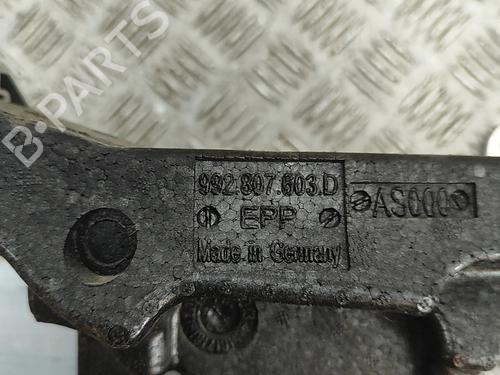 B-PARTS
992.807.603.D
EPP
AS000
Made in Germany